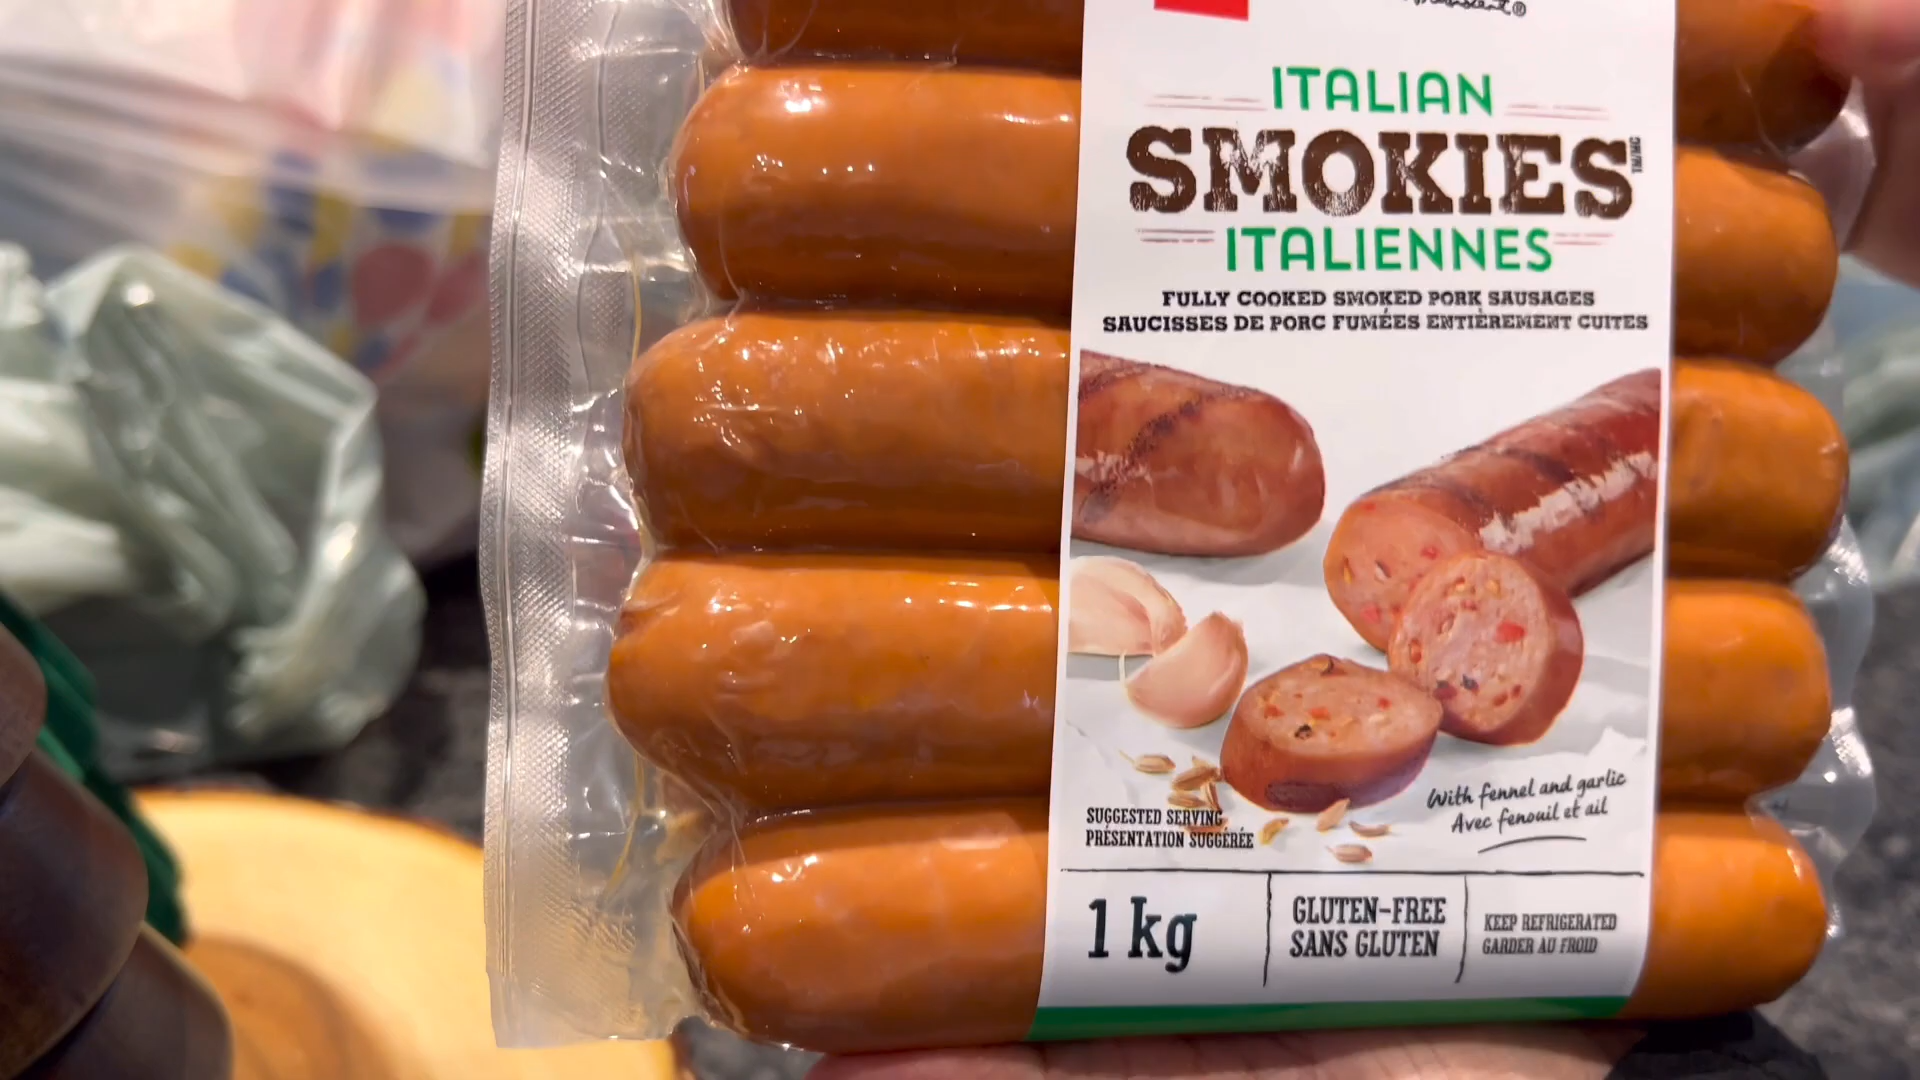 ITALIAN
SMOKIES TM/MC
ITALIENNES
FULLY COOKED SMOKED PORK SAUSAGES
SAUCISSES DE PORC FUMÉES ENTIÈREMENT CUITES
With fennel and garlic
Avec fenouil et ail
SUGGESTED SERVING
PRÉSENTATION SUGGÉRÉE
1 kg
GLUTEN-FREE
SANS GLUTEN
KEEP REFRIGERATED
GARDER AU FROID